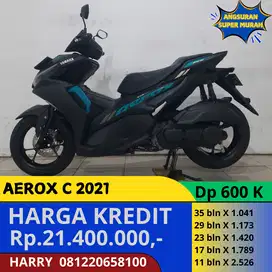 ANGSURAN
SUPER MURAH
AEROX C 2021
Dp 600 K
HARGA KREDIT
Rp.21.400.000,-
HARRY 081220658100
35 bln X 1.041
29 bln X 1.173
23 bln X 1.420
17 bln X 1.789
11 bln X 2.526